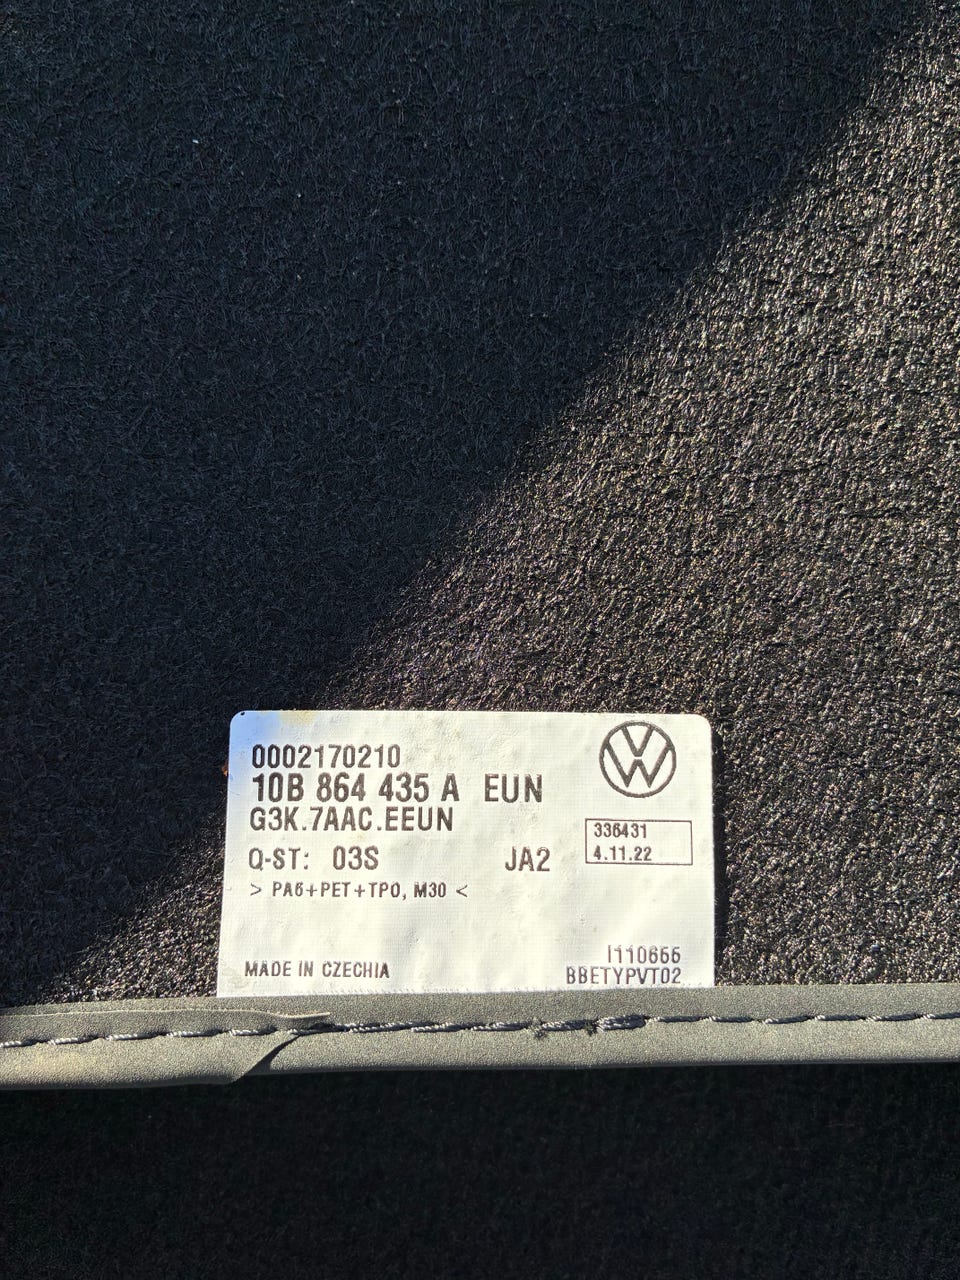 0002170210
10B 864 435 A EUN
G3K.7AAC.EEUN
336431
4.11.22
Q-ST: 03S JA2
> PA6+PET+TPO, M30 <
I110666
MADE IN CZECHIA
BBETYPVT02